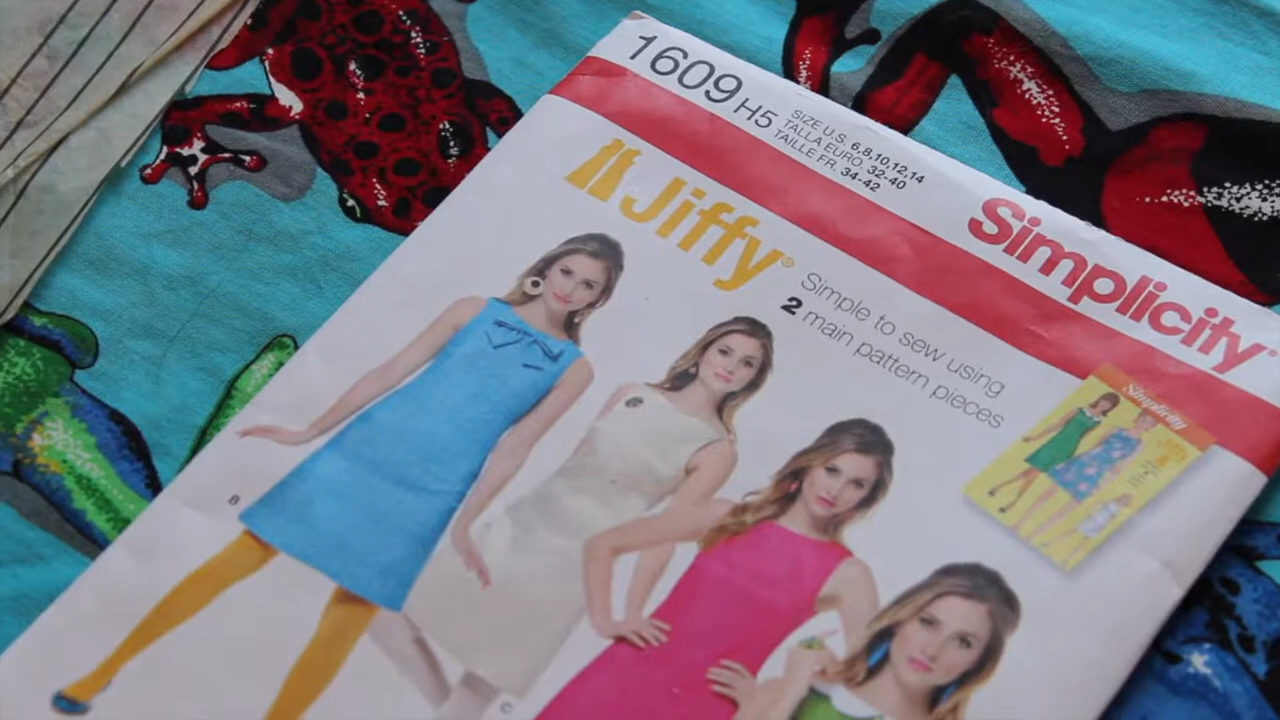 1609 H5
SIZE U.S. 6,8,10,12,14
TALLA EURO. 32-40
TAILLE FR. 34-42
Simplicity
Jiffy®
Simple to sew using
2 main pattern pieces
Simplicity
B
C